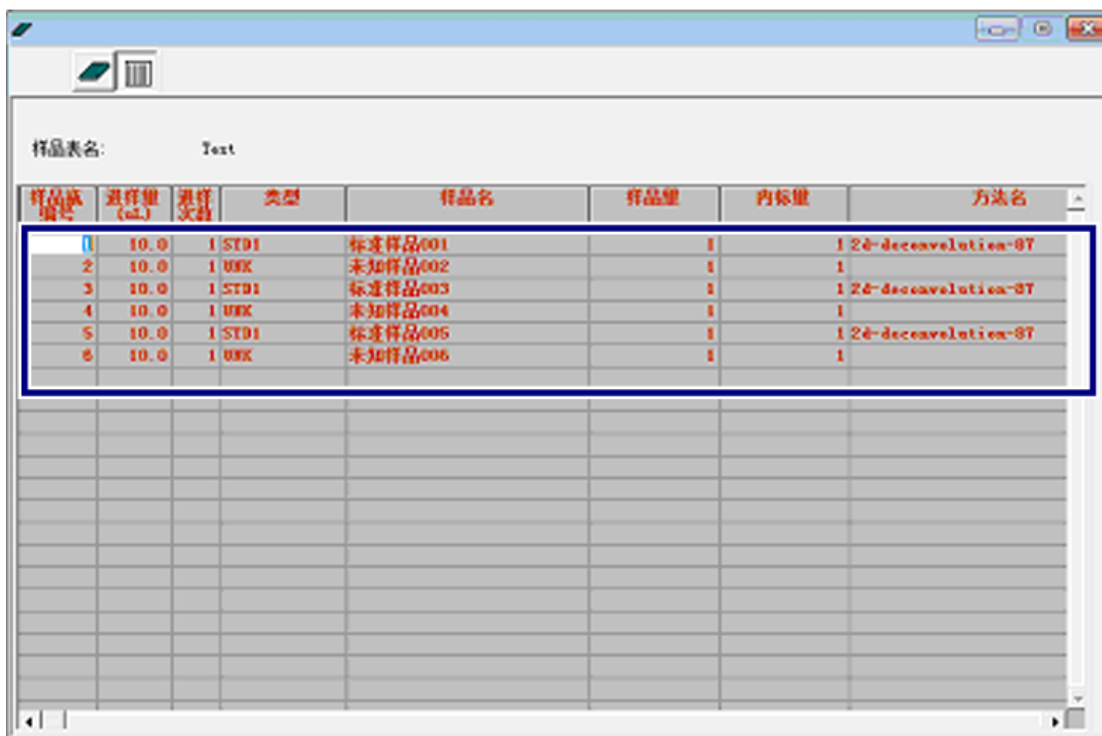 样品表名: Test
样品瓶编号 进样量(uL) 进样次数 类型 样品名 样品量 内标量 方法名
1 10.0 1 STD1 标准样品001 1 1 2d-deconvolution-87
2 10.0 1 UNK 未知样品002 1 1
3 10.0 1 STD1 标准样品003 1 1 2d-deconvolution-87
4 10.0 1 UNK 未知样品004 1 1
5 10.0 1 STD1 标准样品005 1 1 2d-deconvolution-87
6 10.0 1 UNK 未知样品006 1 1